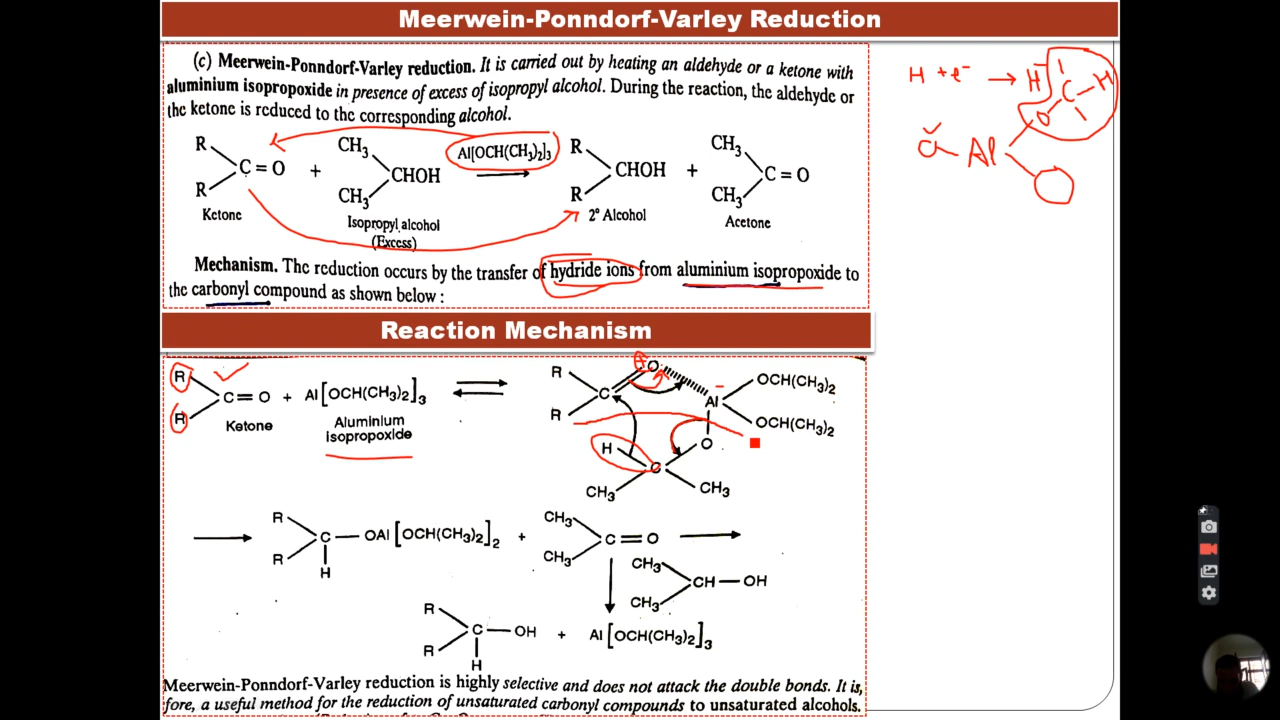 Meerwein-Ponndorf-Varley Reduction
(c) Meerwein-Ponndorf-Varley reduction. It is carried out by heating an aldehyde or a ketone with
aluminium isopropoxide in presence of excess of isopropyl alcohol. During the reaction, the aldehyde or
the ketone is reduced to the corresponding alcohol.
R
R
C = O
+
CH₃
CH₃
CHOH
Al[OCH(CH₃)₂]₃
R
R
CHOH
+
CH₃
CH₃
C = O
Ketone
Isopropyl alcohol
(Excess)
2° Alcohol
Acetone
Mechanism. The reduction occurs by the transfer of hydride ions from aluminium isopropoxide to
the carbonyl compound as shown below :
H + e⁻ → H⁻
C - H
O
Al
Reaction Mechanism
R
R
C = O + Al[OCH(CH₃)₂]₃
Ketone
Aluminium
isopropoxide
R
R
C
O
Al
−
OCH(CH₃)₂
OCH(CH₃)₂
O
H
C
CH₃
CH₃
R
R
C — OAl[OCH(CH₃)₂]₂ +
H
CH₃
CH₃
C = O
CH₃
CH₃
CH — OH
R
R
C — OH + Al[OCH(CH₃)₂]₃
H
Meerwein-Ponndorf-Varley reduction is highly selective and does not attack the double bonds. It is,
fore, a useful method for the reduction of unsaturated carbonyl compounds to unsaturated alcohols.